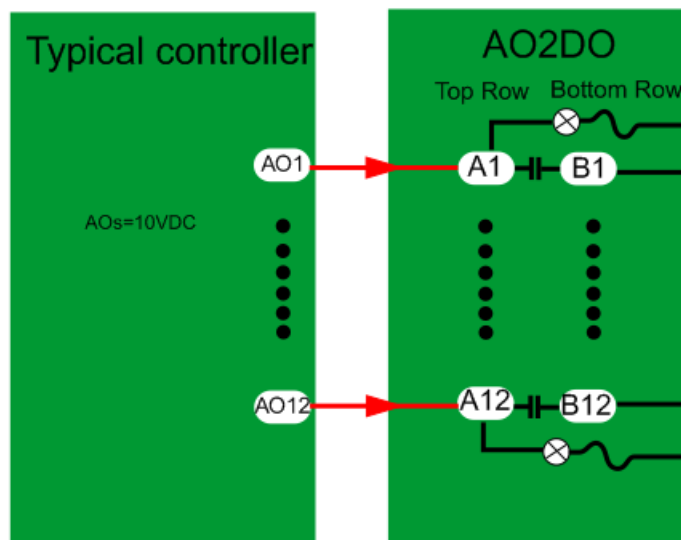 Typical controller
AO2DO
Top Row Bottom Row
AO1
A1
B1
AOs=10VDC
AO12
A12
B12